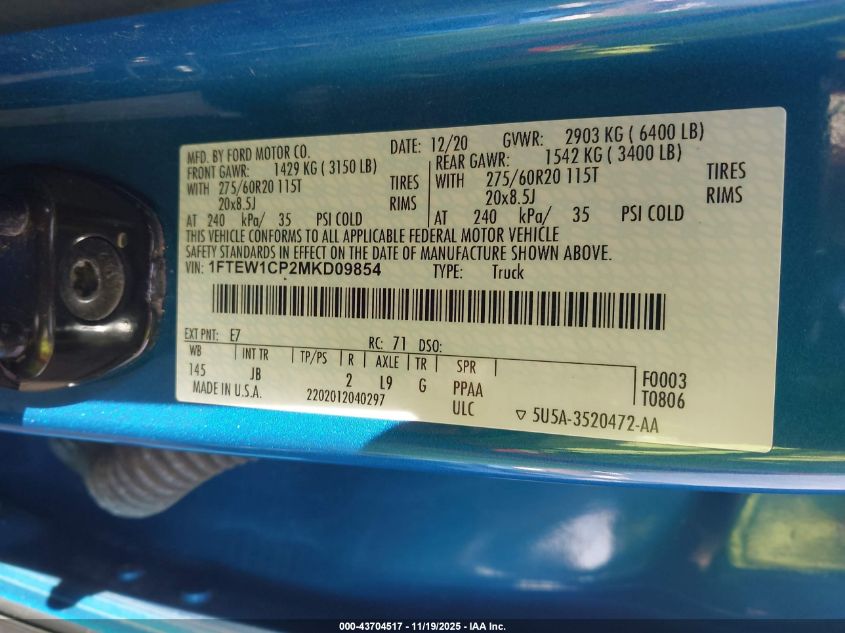 MFD. BY FORD MOTOR CO. DATE: 12/20 GVWR: 2903 KG ( 6400 LB)
FRONT GAWR: 1429 KG ( 3150 LB) REAR GAWR: 1542 KG ( 3400 LB)
WITH 275/60R20 115T TIRES WITH 275/60R20 115T TIRES
20x8.5J RIMS 20x8.5J RIMS
AT 240 kPa/ 35 PSI COLD AT 240 kPa/ 35 PSI COLD
THIS VEHICLE CONFORMS TO ALL APPLICABLE FEDERAL MOTOR VEHICLE
SAFETY STANDARDS IN EFFECT ON THE DATE OF MANUFACTURE SHOWN ABOVE.
VIN: 1FTEW1CP2MKD09854 TYPE: Truck
EXT PNT: E7 RC: 71 DSO:
WB INT TR TP/PS R AXLE TR SPR
145 JB 2 L9 G PPAA F0003
MADE IN U.S.A. 2202012040297 ULC T0806
▽ 5U5A-3520472-AA
000-43704517 - 11/19/2025 - IAA Inc.